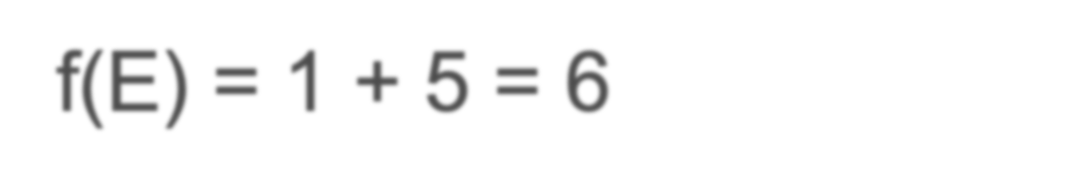 f(E) = 1 + 5 = 6